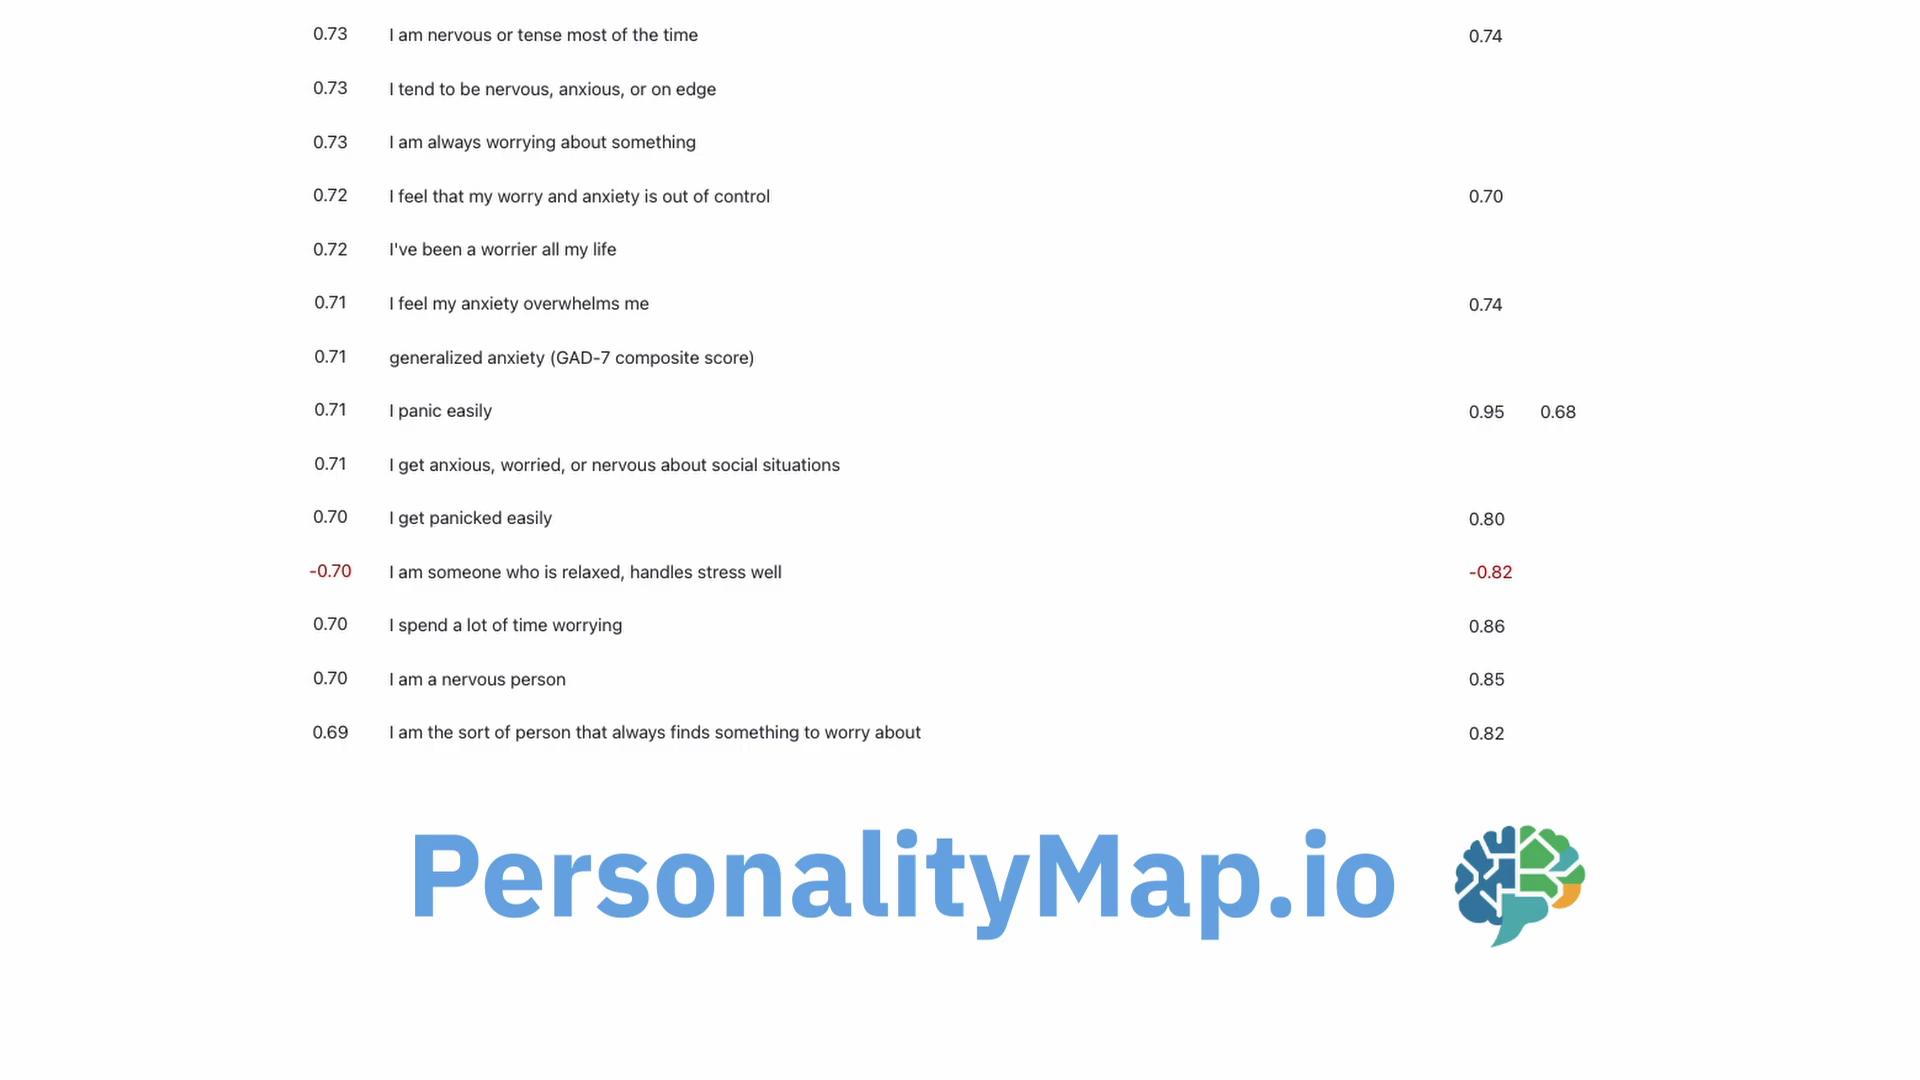 0.73 I am nervous or tense most of the time 0.74
0.73 I tend to be nervous, anxious, or on edge
0.73 I am always worrying about something
0.72 I feel that my worry and anxiety is out of control 0.70
0.72 I've been a worrier all my life
0.71 I feel my anxiety overwhelms me 0.74
0.71 generalized anxiety (GAD-7 composite score)
0.71 I panic easily 0.95 0.68
0.71 I get anxious, worried, or nervous about social situations
0.70 I get panicked easily 0.80
-0.70 I am someone who is relaxed, handles stress well -0.82
0.70 I spend a lot of time worrying 0.86
0.70 I am a nervous person 0.85
0.69 I am the sort of person that always finds something to worry about 0.82
PersonalityMap.io